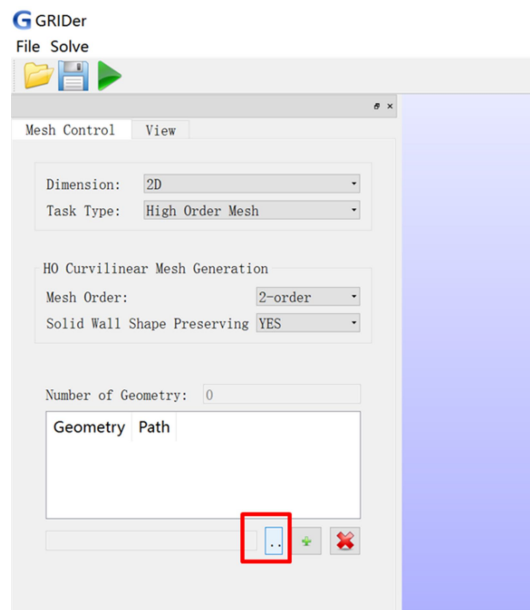 GRIDer
File Solve
Mesh Control View
Dimension: 2D
Task Type: High Order Mesh
HO Curvilinear Mesh Generation
Mesh Order: 2-order
Solid Wall Shape Preserving YES
Number of Geometry: 0
Geometry Path
..